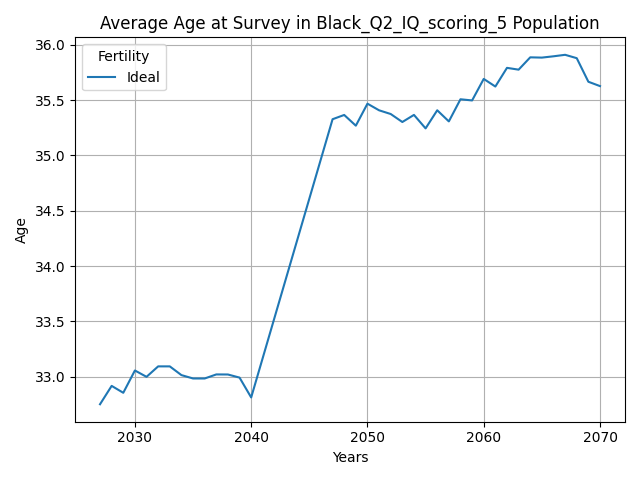 Average Age at Survey in Black_Q2_IQ_scoring_5 Population
Fertility
Ideal
36.0
35.5
35.0
34.5
34.0
33.5
33.0
Age
2030 2040 2050 2060 2070
Years